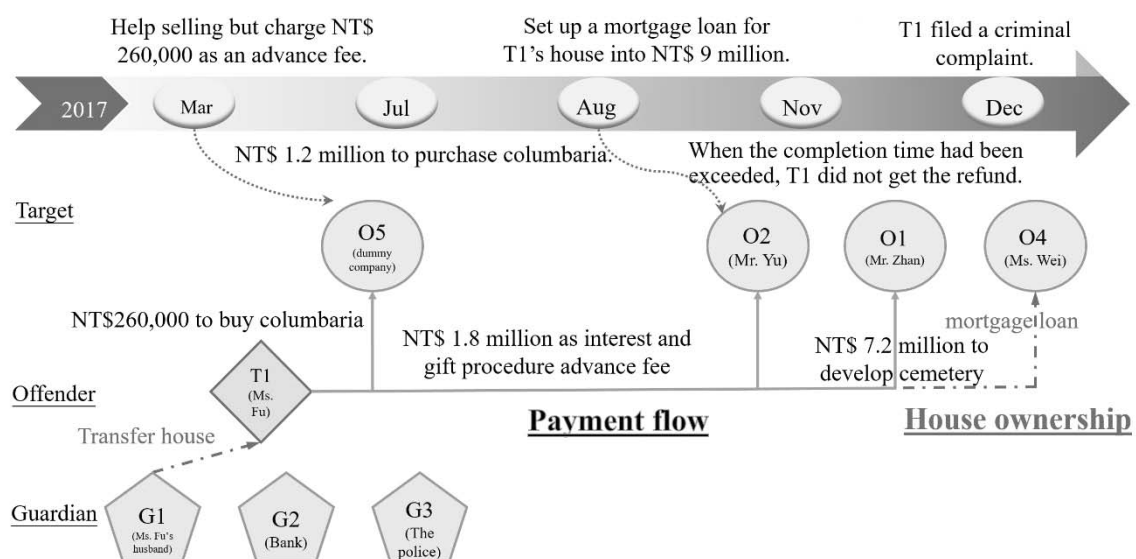 Help selling but charge NT$
260,000 as an advance fee.
Set up a mortgage loan for
T1's house into NT$ 9 million.
T1 filed a criminal
complaint.
2017
Mar
Jul
Aug
Nov
Dec
NT$ 1.2 million to purchase columbaria.
When the completion time had been
exceeded, T1 did not get the refund.
Target
O5
(dummy
company)
O2
(Mr. Yu)
O1
(Mr. Zhan)
O4
(Ms. Wei)
NT$260,000 to buy columbaria
NT$ 1.8 million as interest and
gift procedure advance fee
mortgage loan
NT$ 7.2 million to
develop cemetery
Offender
T1
(Ms.
Fu)
Payment flow
House ownership
Transfer house
Guardian
G1
(Ms. Fu's
husband)
G2
(Bank)
G3
(The
police)